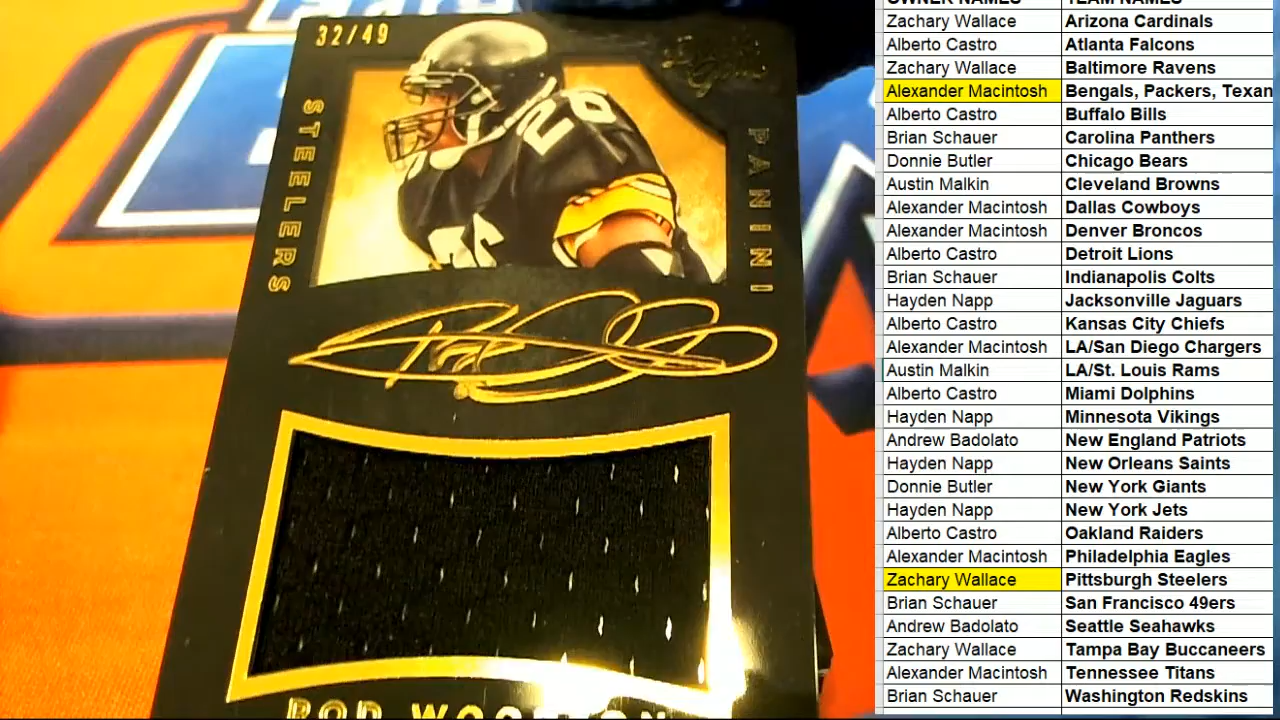 32/49
STEELERS
PANINI
26
ROD WOODSON
OWNER NAMES TEAM NAMES
Zachary Wallace Arizona Cardinals
Alberto Castro Atlanta Falcons
Zachary Wallace Baltimore Ravens
Alexander Macintosh Bengals, Packers, Texan
Alberto Castro Buffalo Bills
Brian Schauer Carolina Panthers
Donnie Butler Chicago Bears
Austin Malkin Cleveland Browns
Alexander Macintosh Dallas Cowboys
Alexander Macintosh Denver Broncos
Alberto Castro Detroit Lions
Brian Schauer Indianapolis Colts
Hayden Napp Jacksonville Jaguars
Alberto Castro Kansas City Chiefs
Alexander Macintosh LA/San Diego Chargers
Austin Malkin LA/St. Louis Rams
Alberto Castro Miami Dolphins
Hayden Napp Minnesota Vikings
Andrew Badolato New England Patriots
Hayden Napp New Orleans Saints
Donnie Butler New York Giants
Hayden Napp New York Jets
Alberto Castro Oakland Raiders
Alexander Macintosh Philadelphia Eagles
Zachary Wallace Pittsburgh Steelers
Brian Schauer San Francisco 49ers
Andrew Badolato Seattle Seahawks
Zachary Wallace Tampa Bay Buccaneers
Alexander Macintosh Tennessee Titans
Brian Schauer Washington Redskins